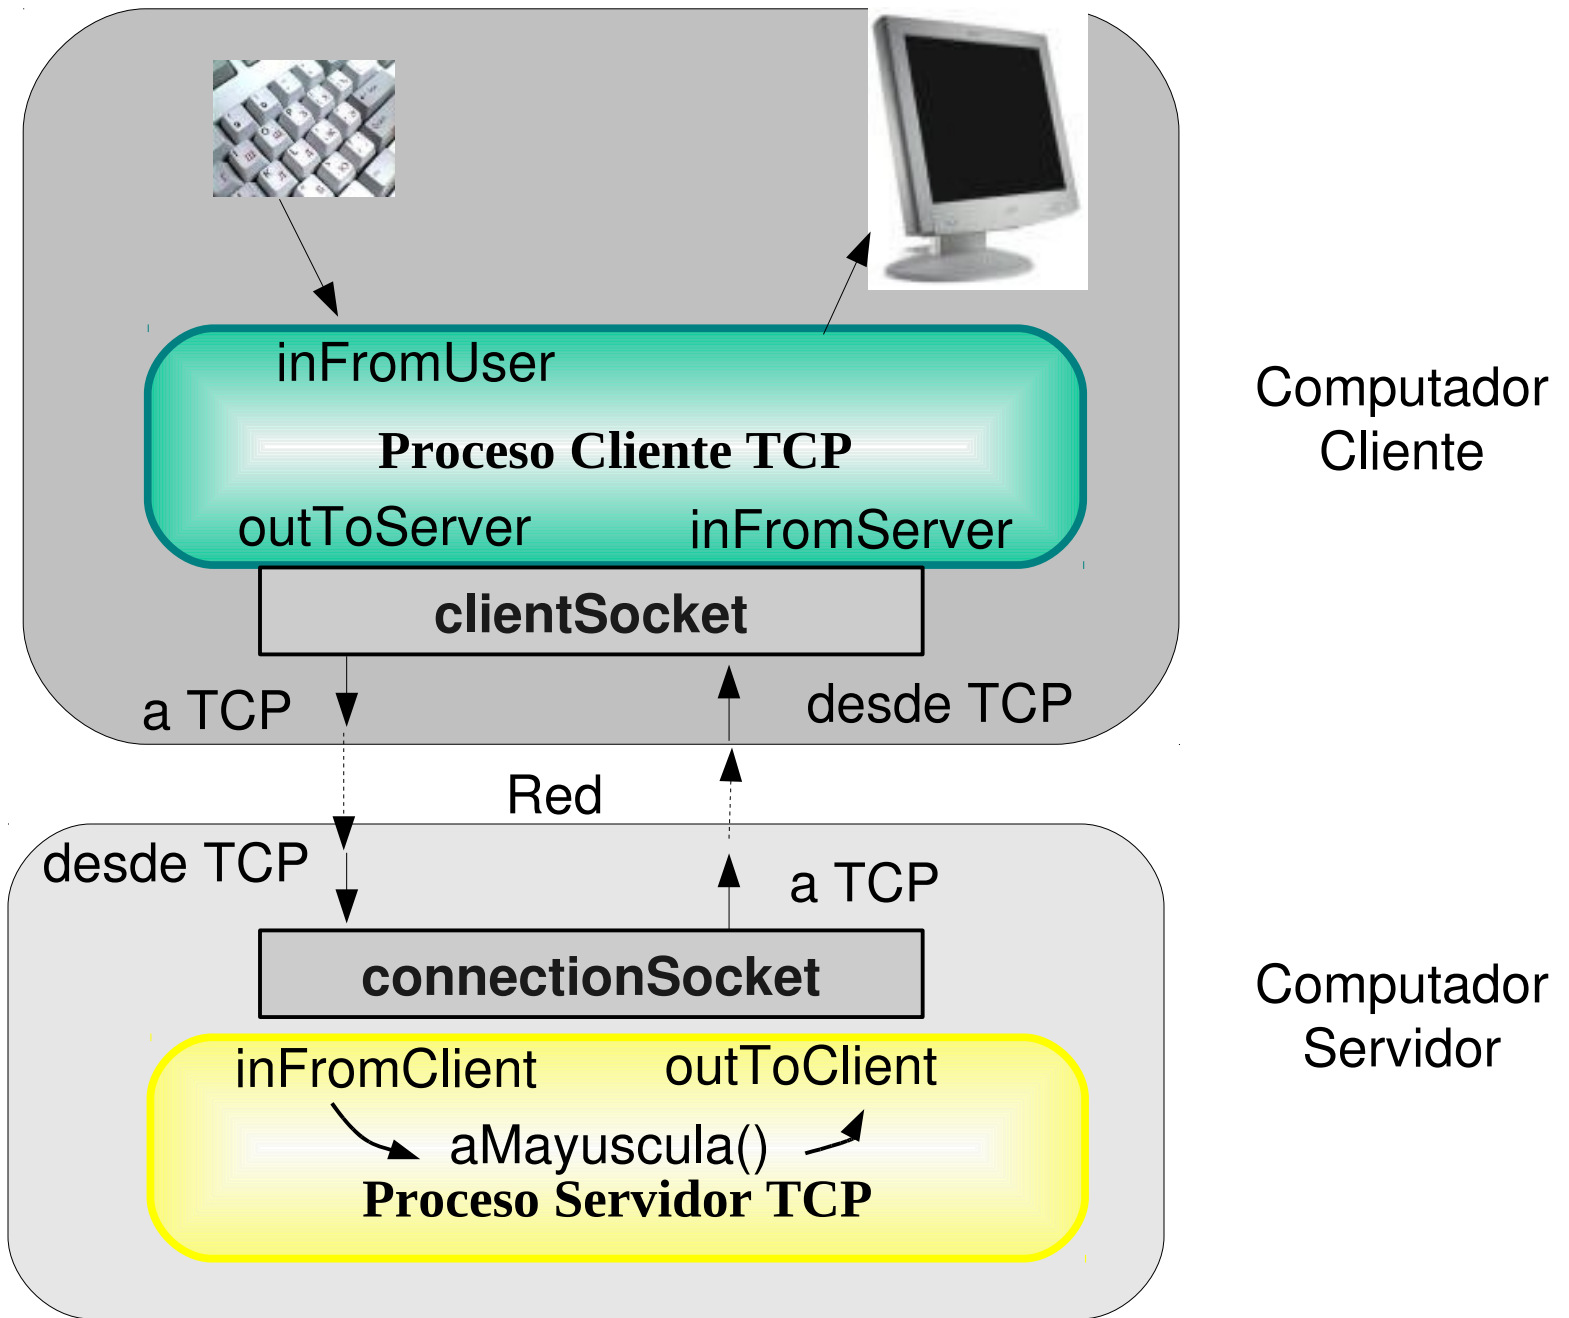 inFromUser
Proceso Cliente TCP
outToServer
inFromServer
clientSocket
a TCP
desde TCP
Computador
Cliente
Red
desde TCP
a TCP
connectionSocket
inFromClient
outToClient
aMayuscula()
Proceso Servidor TCP
Computador
Servidor